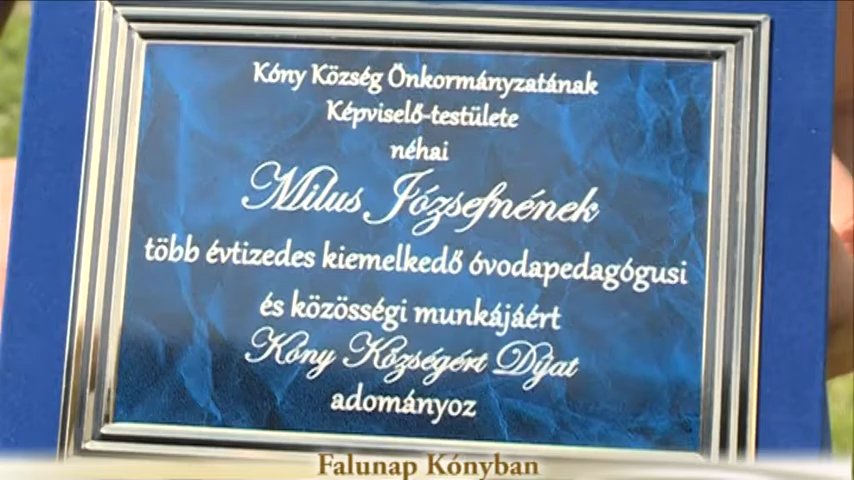 Kóny Község Önkormányzatának
Képviselő-testülete
néhai
Milus Józsefnének
több évtizedes kiemelkedő óvodapedagógusi
és közösségi munkájáért
Kóny Községért Díjat
adományoz
Falunap Kónyban